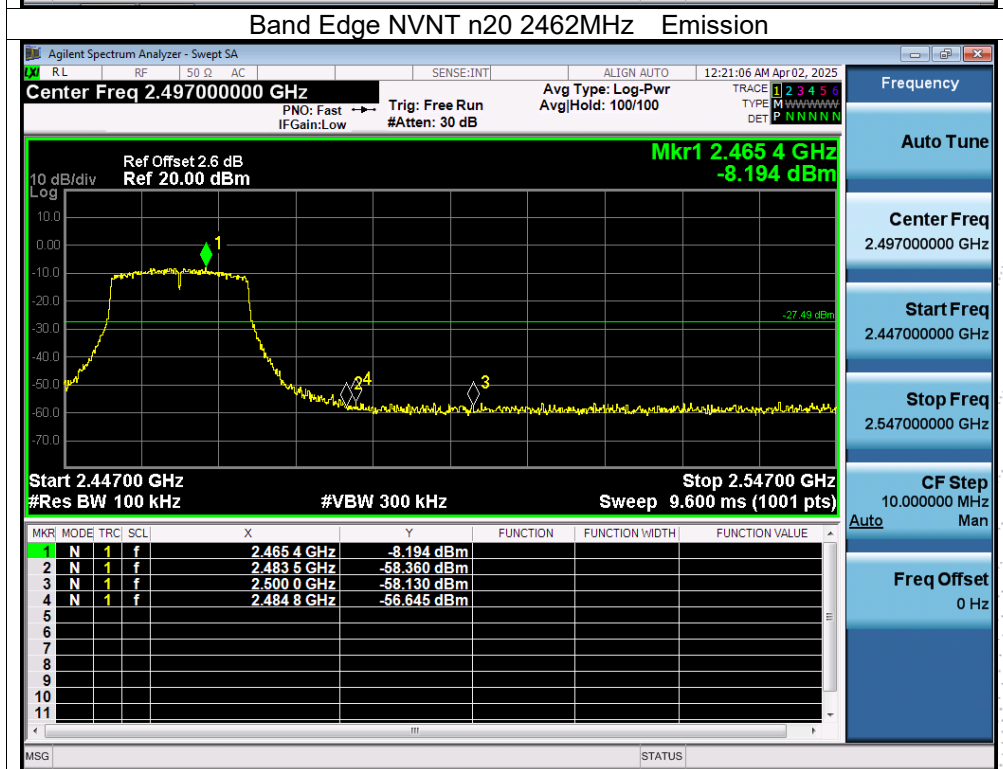 Band Edge NVNT n20 2462MHz Emission
Agilent Spectrum Analyzer - Swept SA
LXI RL RF 50 Ω AC SENSE:INT ALIGN AUTO 12:21:06 AM Apr 02, 2025
Center Freq 2.497000000 GHz
PNO: Fast
IFGain:Low
Trig: Free Run
#Atten: 30 dB
Avg Type: Log-Pwr
Avg|Hold: 100/100
TRACE 1 2 3 4 5 6
TYPE M WWWWW
DET P N N N N N
Mkr1 2.465 4 GHz
-8.194 dBm
Ref Offset 2.6 dB
10 dB/div Ref 20.00 dBm
Log
10.0
0.00
-10.0
-20.0
-30.0
-40.0
-50.0
-60.0
-70.0
1
-27.49 dBm
2 4 3
Start 2.44700 GHz Stop 2.54700 GHz
#Res BW 100 kHz #VBW 300 kHz Sweep 9.600 ms (1001 pts)
MKR MODE TRC SCL X Y FUNCTION FUNCTION WIDTH FUNCTION VALUE
1 N 1 f 2.465 4 GHz -8.194 dBm
2 N 1 f 2.483 5 GHz -58.360 dBm
3 N 1 f 2.500 0 GHz -58.130 dBm
4 N 1 f 2.484 8 GHz -56.645 dBm
5
6
7
8
9
10
11
MSG STATUS
Frequency
Auto Tune
Center Freq
2.497000000 GHz
Start Freq
2.447000000 GHz
Stop Freq
2.547000000 GHz
CF Step
10.000000 MHz
Auto Man
Freq Offset
0 Hz